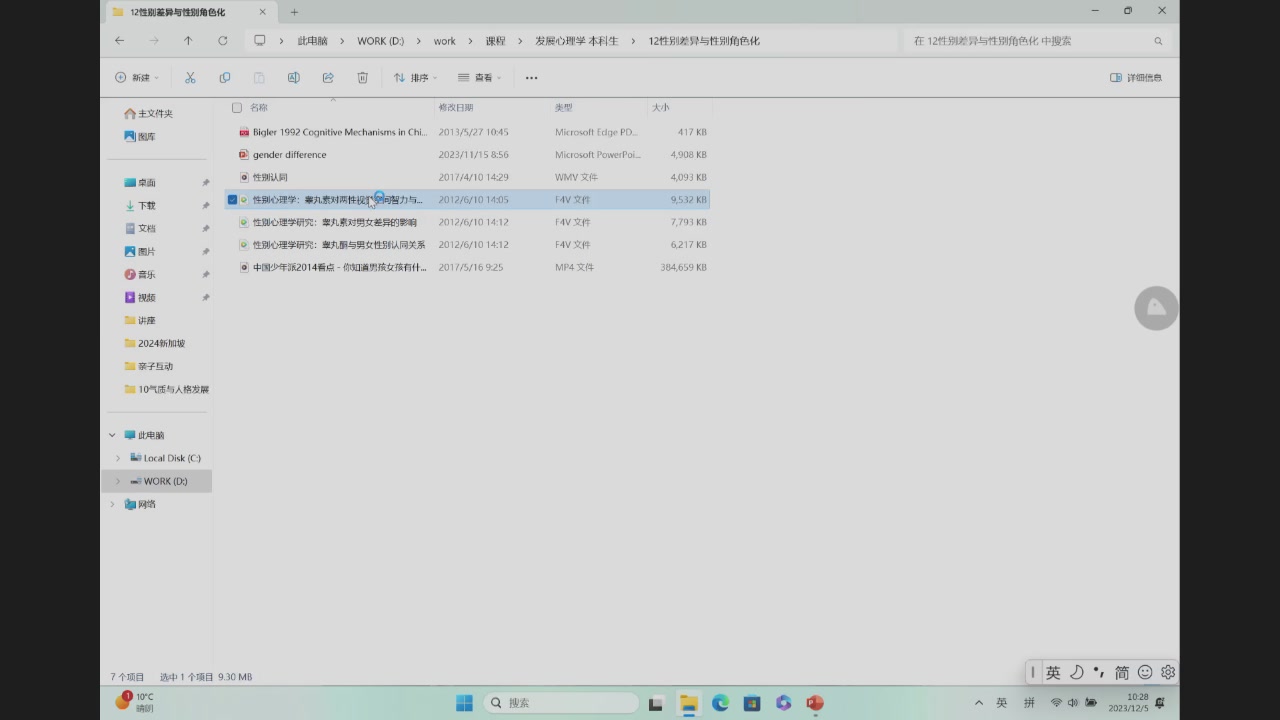 12性别差异与性别角色化
此电脑 WORK (D:) work 课程 发展心理学 本科生 12性别差异与性别角色化
在 12性别差异与性别角色化 中搜索
新建 排序 查看 ... 详细信息
名称 修改日期 类型 大小
主文件夹
图库
桌面
下载
文档
图片
音乐
视频
讲座
2024新加坡
亲子互动
10气质与人格发展
此电脑
Local Disk (C:)
WORK (D:)
网络
Bigler 1992 Cognitive Mechanisms in Chi... 2013/5/27 10:45 Microsoft Edge PD... 417 KB
gender difference 2023/11/15 8:56 Microsoft PowerPoi... 4,908 KB
性别认同 2017/4/10 14:29 WMV 文件 4,093 KB
性别心理学：睾丸素对两性视觉空间智力与... 2012/6/10 14:05 F4V 文件 9,532 KB
性别心理学研究：睾丸素对男女差异的影响 2012/6/10 14:12 F4V 文件 7,793 KB
性别心理学研究：睾丸酮与男女性别认同关系 2012/6/10 14:12 F4V 文件 6,217 KB
中国少年派2014看点 - 你知道男孩女孩有什... 2017/5/16 9:25 MP4 文件 384,659 KB
7 个项目 选中 1 个项目 9.30 MB
英 简
1
10°C
晴朗
搜索
英 拼
10:28
2023/12/5